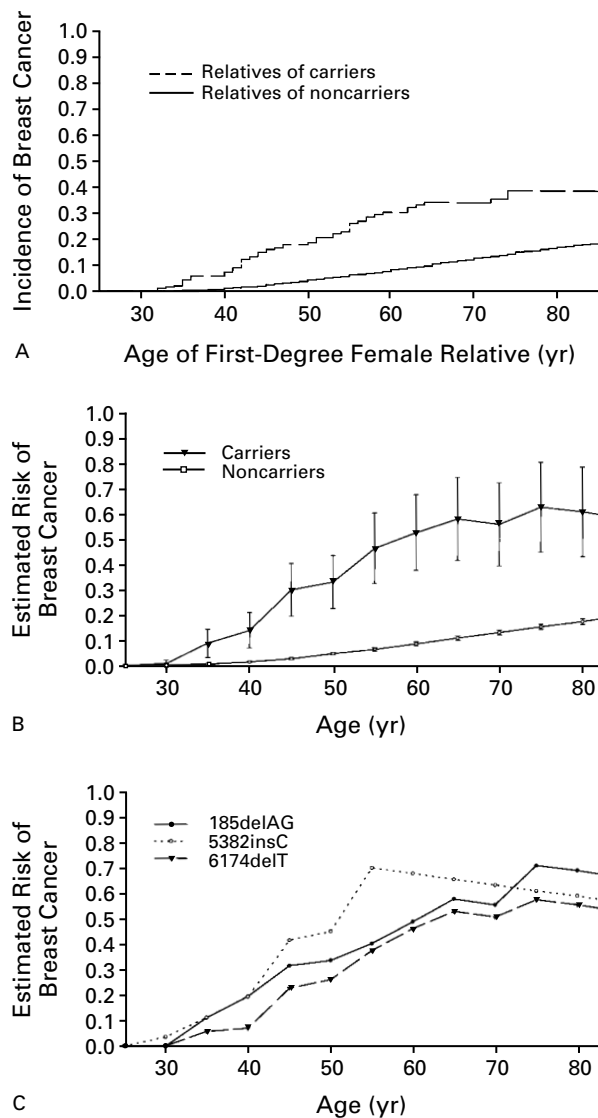 1.0
0.9
0.8
0.7
0.6
0.5
0.4
0.3
0.2
0.1
0.0
Incidence of Breast Cancer
Relatives of carriers
Relatives of noncarriers
30 40 50 60 70 80
A
Age of First-Degree Female Relative (yr)
1.0
0.9
0.8
0.7
0.6
0.5
0.4
0.3
0.2
0.1
0.0
Estimated Risk of
Breast Cancer
Carriers
Noncarriers
30 40 50 60 70 80
B
Age (yr)
1.0
0.9
0.8
0.7
0.6
0.5
0.4
0.3
0.2
0.1
0.0
Estimated Risk of
Breast Cancer
185delAG
5382insC
6174delT
30 40 50 60 70 80
C
Age (yr)